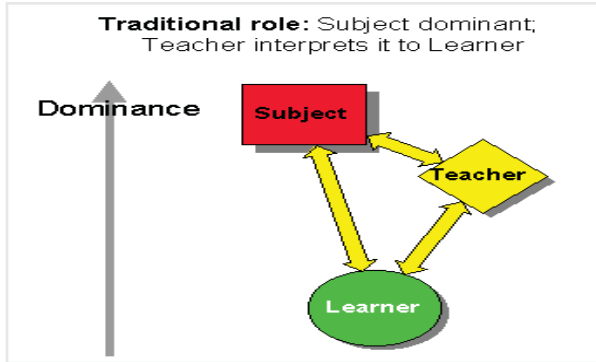 Traditional role: Subject dominant;
Teacher interprets it to Learner
Dominance
Subject
Teacher
Learner